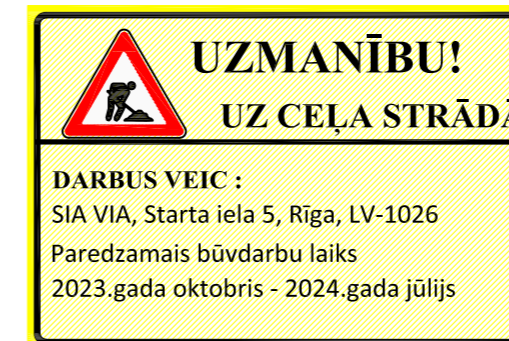 UZMANĪBU!
UZ CEĻA STRĀDĀ
DARBUS VEIC :
SIA VIA, Starta iela 5, Rīga, LV-1026
Paredzamais būvdarbu laiks
2023.gada oktobris - 2024.gada jūlijs